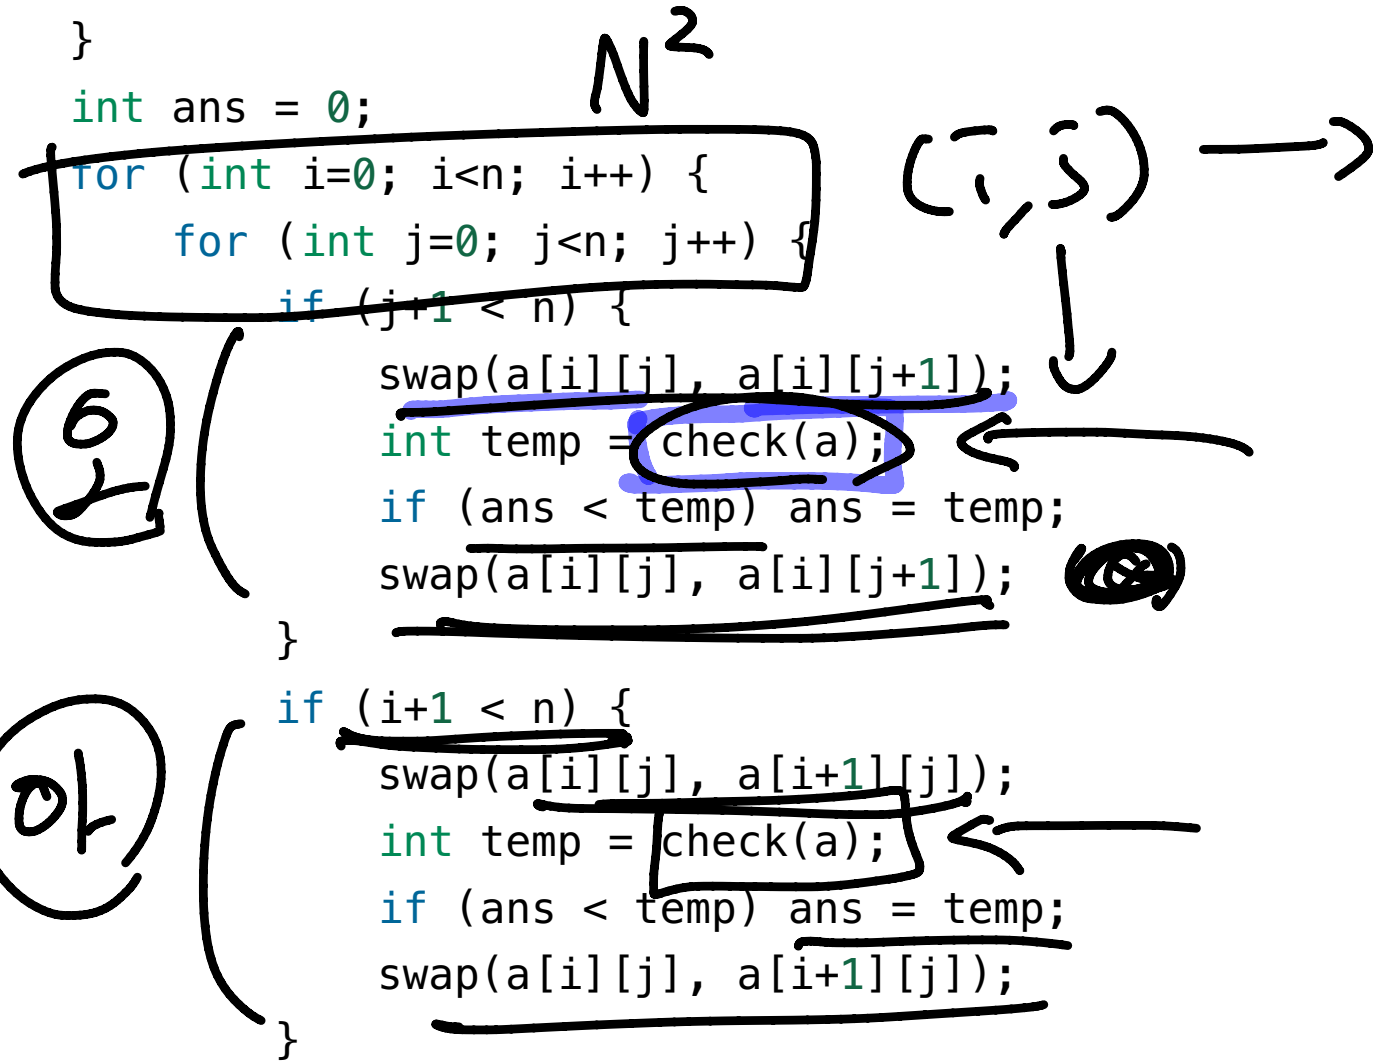 }
N²
int ans = 0;
for (int i=0; i<n; i++) {
(i,j)
for (int j=0; j<n; j++) {
if (j+1 < n) {
swap(a[i][j], a[i][j+1]);
int temp = check(a);
if (ans < temp) ans = temp;
swap(a[i][j], a[i][j+1]);
}
if (i+1 < n) {
swap(a[i][j], a[i+1][j]);
int temp = check(a);
if (ans < temp) ans = temp;
swap(a[i][j], a[i+1][j]);
}